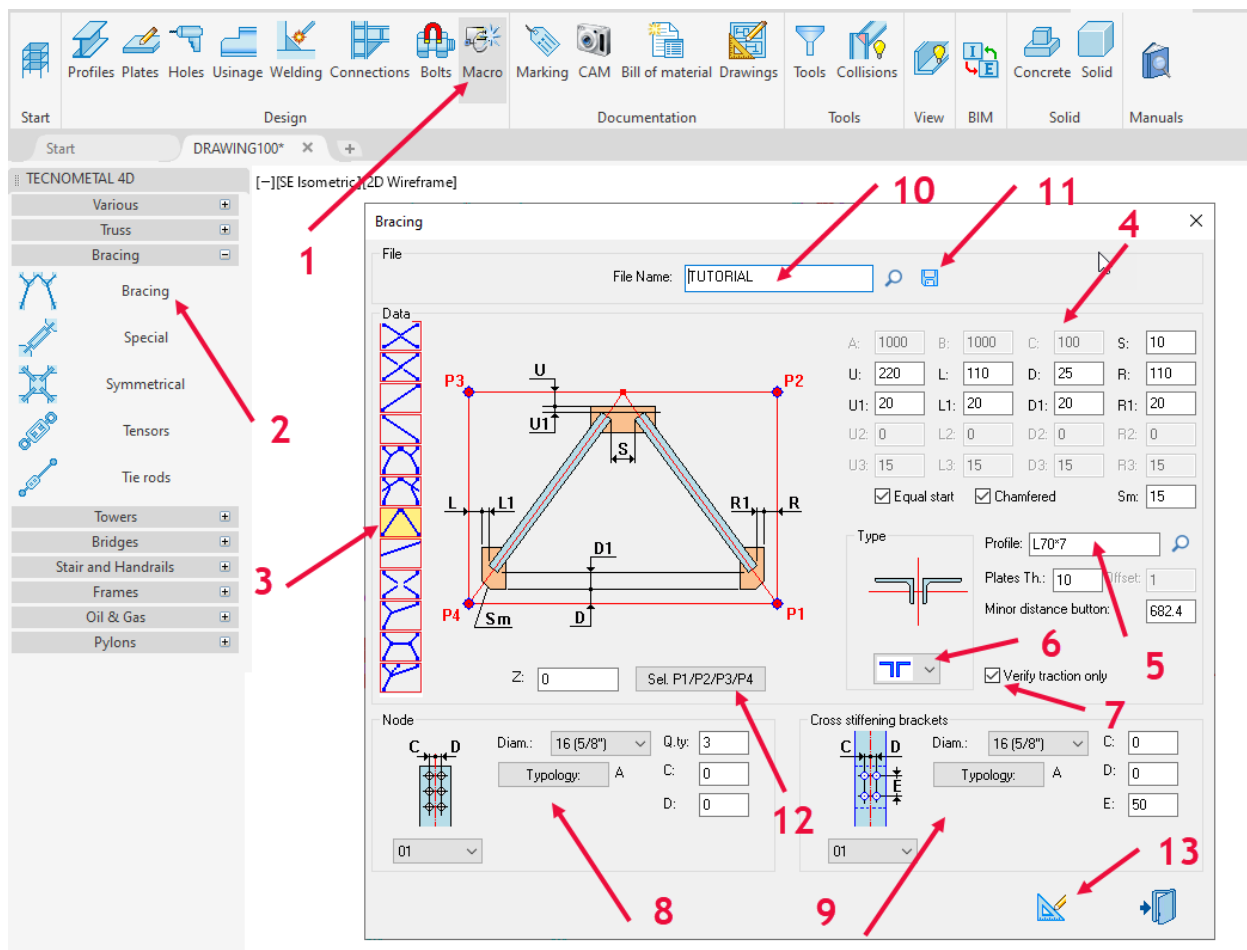 Profiles Plates Holes Usinage Welding Connections Bolts Macro Marking CAM Bill of material Drawings Tools Collisions Concrete Solid
Start Design Documentation Tools View BIM Solid Manuals
Start DRAWING100* × +
TECNOMETAL 4D
[−][SE Isometric][2D Wireframe]
Various
Truss
Bracing
Bracing
Special
Symmetrical
Tensors
Tie rods
Towers
Bridges
Stair and Handrails
Frames
Oil & Gas
Pylons
1
2
3
10
11
4
Bracing
File
File Name: TUTORIAL
Data
A: 1000 B: 1000 C: 100 S: 10
U: 220 L: 110 D: 25 R: 110
U1: 20 L1: 20 D1: 20 R1: 20
U2: 0 L2: 0 D2: 0 R2: 0
U3: 15 L3: 15 D3: 15 R3: 15
Equal start Chamfered Sm: 15
P3 U P2
U1
S
L L1 R1 R
D1
P4 Sm D P1
Z: 0 Sel. P1/P2/P3/P4
Type
Profile: L70*7
Plates Th.: 10 Offset: 1
Minor distance button: 682.4
6
5
Verify traction only
7
Node
C D
Diam.: 16 (5/8") Q.ty: 3
Typology: A C: 0
D: 0
01
8
12
Cross stiffening brackets
C D
E
Diam.: 16 (5/8") C: 0
Typology: A D: 0
E: 50
01
9
13